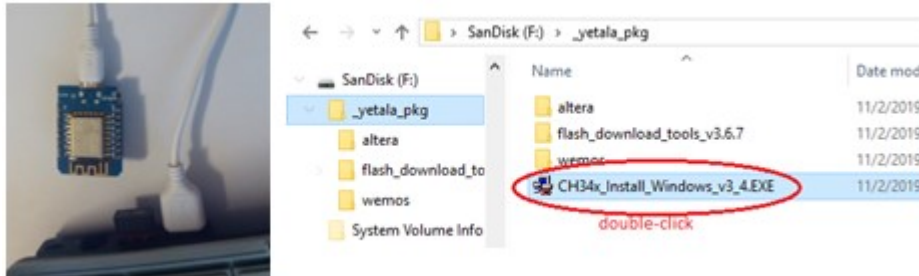 SanDisk (F:) > _yetala_pkg
SanDisk (F:)
_yetala_pkg
altera
flash_download_to
wemos
System Volume Info
Name
Date mod
altera
11/2/2019
flash_download_tools_v3.6.7
11/2/2019
wemos
11/2/2019
CH34x_Install_Windows_v3_4.EXE
11/2/2019
double-click